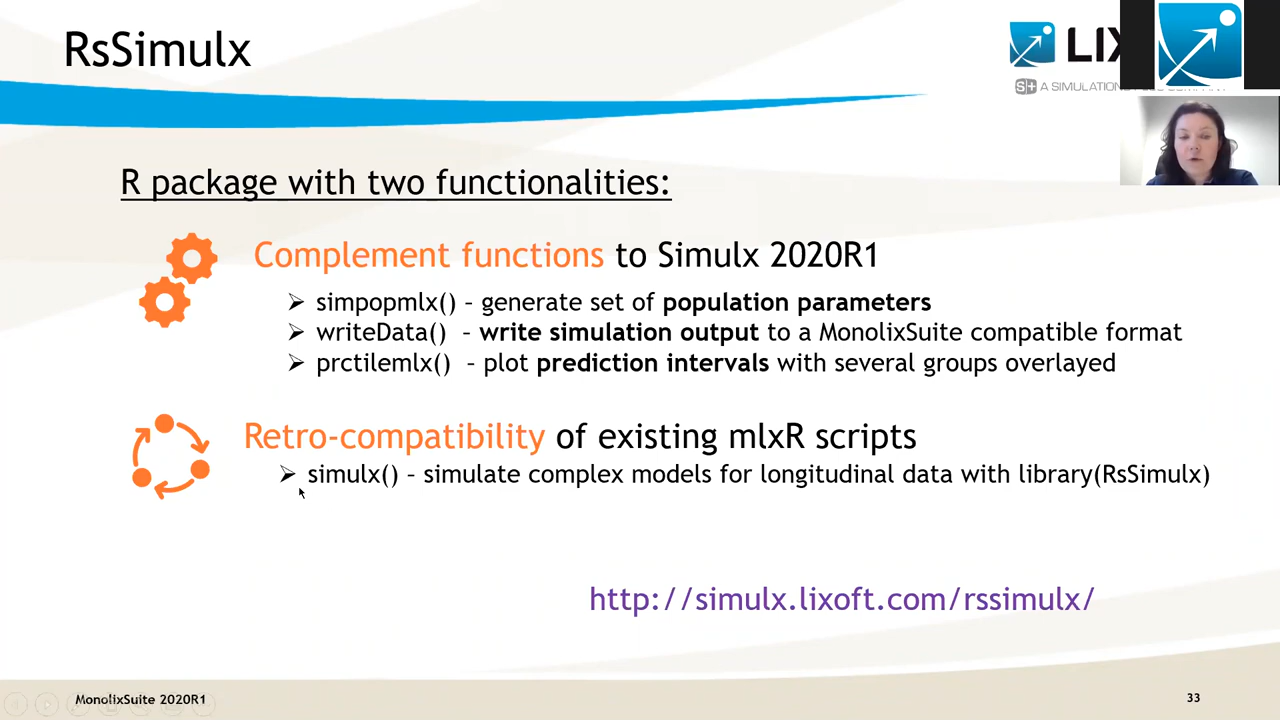 RsSimulx
LIX
S+ A SIMULATION
R package with two functionalities:
Complement functions to Simulx 2020R1
➢ simpopmlx() – generate set of population parameters
➢ writeData() – write simulation output to a MonolixSuite compatible format
➢ prctilemlx() – plot prediction intervals with several groups overlayed
Retro-compatibility of existing mlxR scripts
➢ simulx() – simulate complex models for longitudinal data with library(RsSimulx)
http://simulx.lixoft.com/rssimulx/
MonolixSuite 2020R1
33